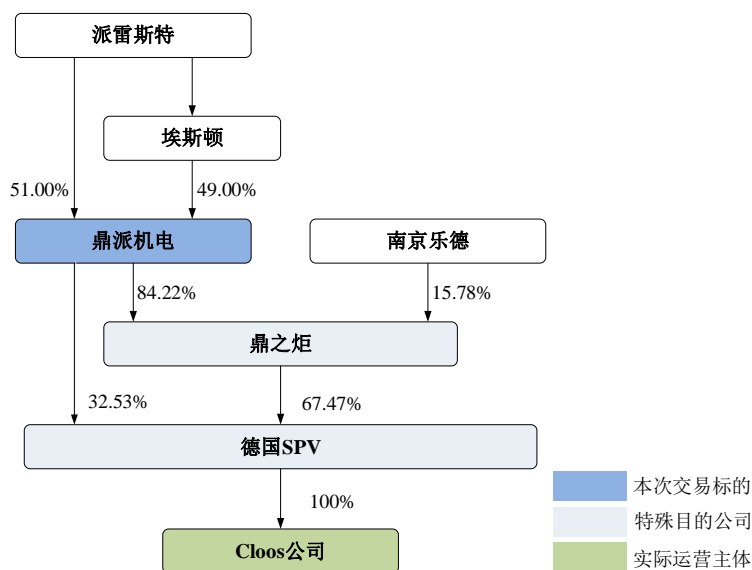 派雷斯特
埃斯顿
51.00%
49.00%
鼎派机电
南京乐德
84.22%
15.78%
鼎之炬
32.53%
67.47%
德国SPV
100%
Cloos公司
本次交易标的
特殊目的公司
实际运营主体